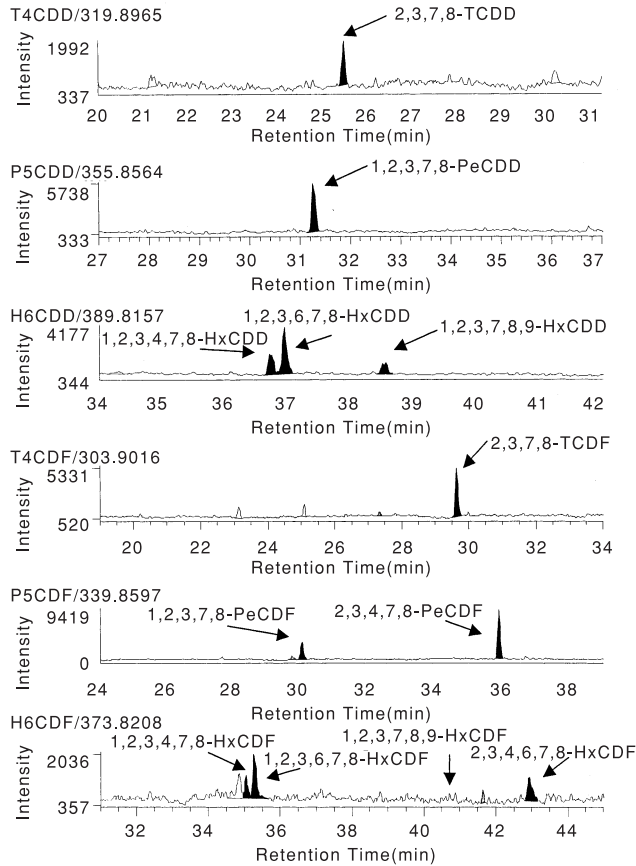 T4CDD/319.8965
2,3,7,8-TCDD
1992
Intensity
337
20 21 22 23 24 25 26 27 28 29 30 31
Retention Time(min)
P5CDD/355.8564
1,2,3,7,8-PeCDD
5738
Intensity
333
27 28 29 30 31 32 33 34 35 36 37
Retention Time(min)
H6CDD/389.8157
1,2,3,6,7,8-HxCDD
4177
1,2,3,4,7,8-HxCDD
1,2,3,7,8,9-HxCDD
Intensity
344
34 35 36 37 38 39 40 41 42
Retention Time(min)
T4CDF/303.9016
2,3,7,8-TCDF
5331
Intensity
520
20 22 24 26 28 30 32 34
Retention Time(min)
P5CDF/339.8597
1,2,3,7,8-PeCDF
2,3,4,7,8-PeCDF
9419
Intensity
0
24 26 28 30 32 34 36 38
Retention Time(min)
H6CDF/373.8208
1,2,3,4,7,8-HxCDF
1,2,3,7,8,9-HxCDF
2036
1,2,3,6,7,8-HxCDF
2,3,4,6,7,8-HxCDF
Intensity
357
32 34 36 38 40 42 44
Retention Time(min)